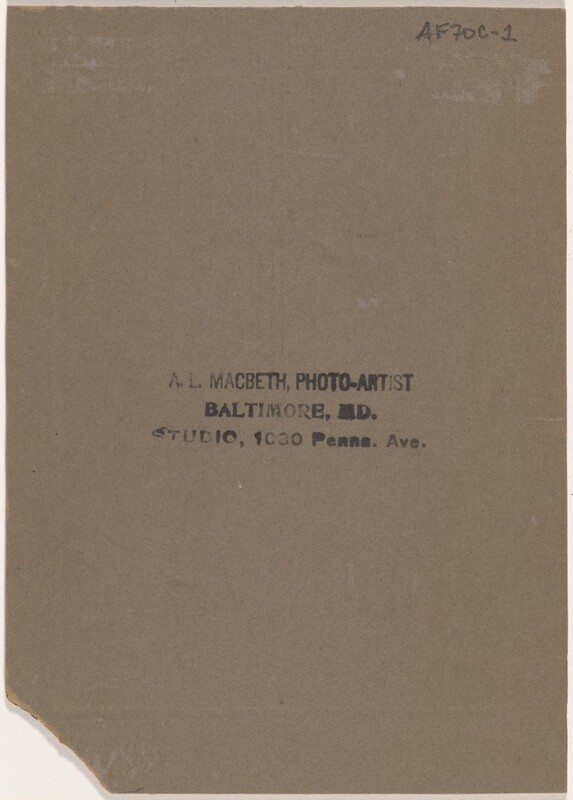 AF70C-1
A. L. MACBETH, PHOTO-ARTIST
BALTIMORE, MD.
STUDIO, 1030 Penna. Ave.